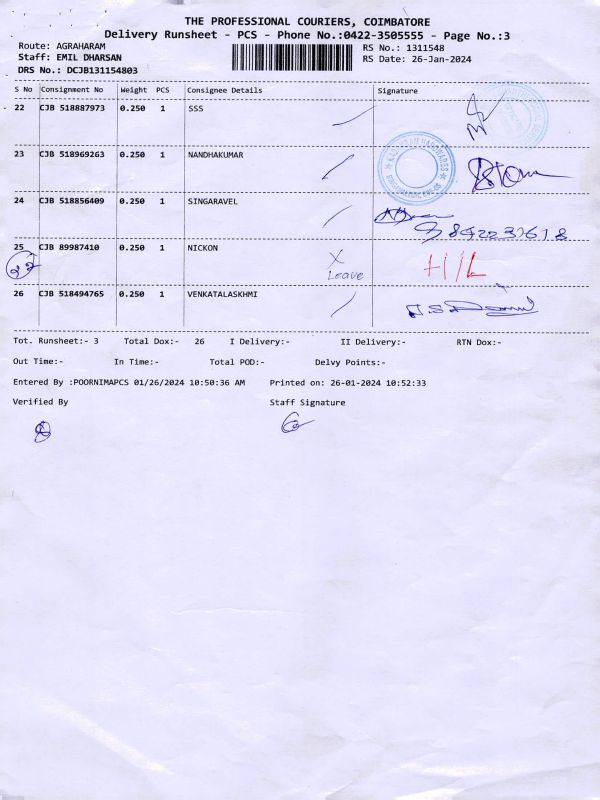 THE PROFESSIONAL COURIERS, COIMBATORE
Delivery Runsheet - PCS - Phone No.:0422-3505555 - Page No.:3
Route: AGRAHARAM RS No.: 1311548
Staff: EMIL DHARSAN RS Date: 26-Jan-2024
DRS No.: DCJB131154803
S No Consignment No Weight PCS Consignee Details Signature
22 CJB 518887973 0.250 1 SSS
23 CJB 518969263 0.250 1 NANDHAKUMAR
24 CJB 518856409 0.250 1 SINGARAVEL
25 CJB 89987410 0.250 1 NICKON X
22 Leave H/L
26 CJB 518494765 0.250 1 VENKATALASKHMI
Tot. Runsheet:- 3 Total Dox:- 26 I Delivery:- II Delivery:- RTN Dox:-
Out Time:- In Time:- Total POD:- Delvy Points:-
Entered By :POORNIMAPCS 01/26/2024 10:50:36 AM Printed on: 26-01-2024 10:52:33
Verified By Staff Signature